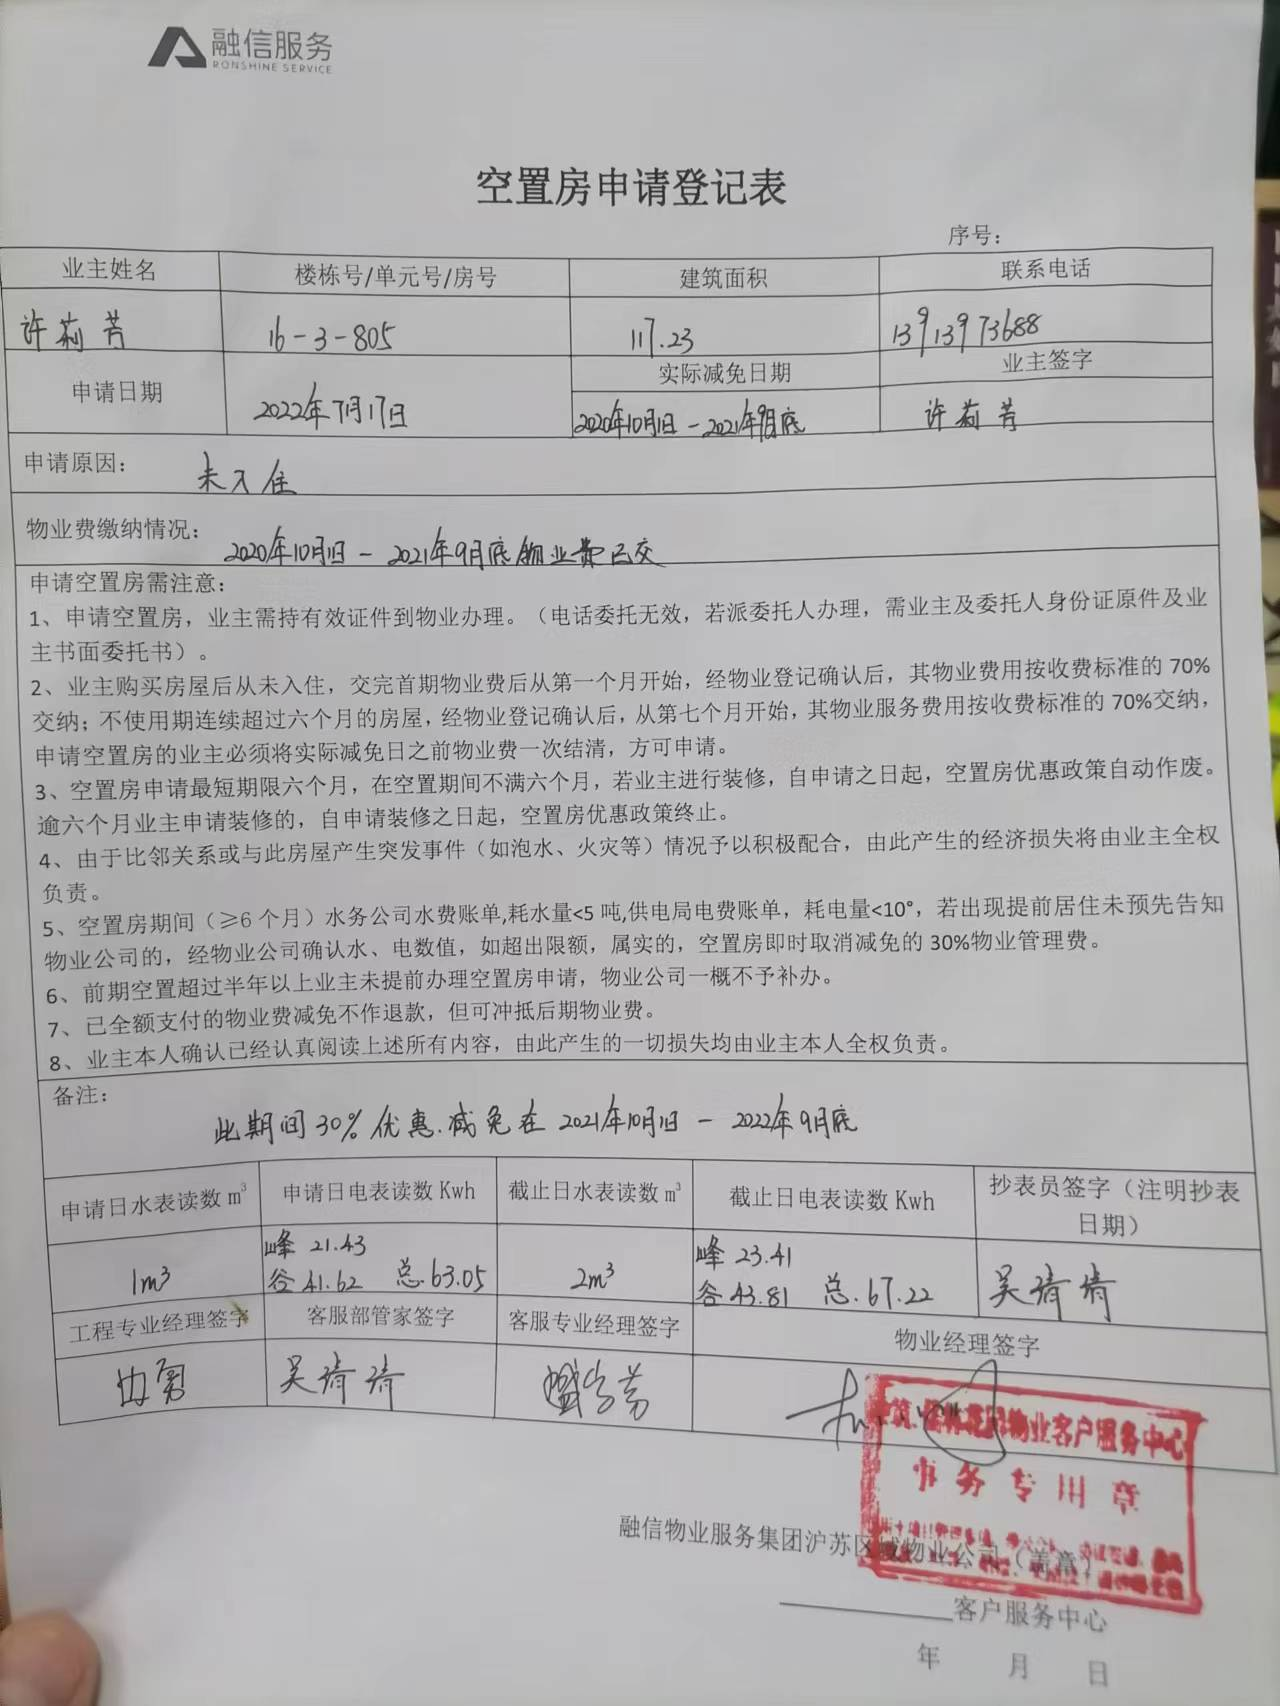 融信服务
RONSHINE SERVICE
空置房申请登记表
序号：
业主姓名 楼栋号/单元号/房号 建筑面积 联系电话
许莉芳 16-3-805 117.23 13913973688
申请日期 2022年7月17日 实际减免日期 业主签字
2020年10月1日-2021年9月底 许莉芳
申请原因： 未入住
物业费缴纳情况： 2020年10月1日-2021年9月底物业费已交
申请空置房需注意：
1、申请空置房，业主需持有效证件到物业办理。（电话委托无效，若派委托人办理，需业主及委托人身份证原件及业
主书面委托书）。
2、业主购买房屋后从未入住，交完首期物业费后从第一个月开始，经物业登记确认后，其物业费用按收费标准的 70%
交纳；不使用期连续超过六个月的房屋，经物业登记确认后，从第七个月开始，其物业服务费用按收费标准的 70%交纳，
申请空置房的业主必须将实际减免日之前物业费一次结清，方可申请。
3、空置房申请最短期限六个月，在空置期间不满六个月，若业主进行装修，自申请之日起，空置房优惠政策自动作废。
逾六个月业主申请装修的，自申请装修之日起，空置房优惠政策终止。
4、由于比邻关系或与此房屋产生突发事件（如泡水、火灾等）情况予以积极配合，由此产生的经济损失将由业主全权
负责。
5、空置房期间（≥6 个月）水务公司水费账单,耗水量<5 吨,供电局电费账单，耗电量<10°，若出现提前居住未预先告知
物业公司的，经物业公司确认水、电数值，如超出限额，属实的，空置房即时取消减免的 30%物业管理费。
6、前期空置超过半年以上业主未提前办理空置房申请，物业公司一概不予补办。
7、已全额支付的物业费减免不作退款，但可冲抵后期物业费。
8、业主本人确认已经认真阅读上述所有内容，由此产生的一切损失均由业主本人全权负责。
备注：
此期间30%优惠.减免在2021年10月1日-2022年9月底
申请日水表读数 m³ 申请日电表读数 Kwh 截止日水表读数 m³ 截止日电表读数 Kwh 抄表员签字（注明抄表
日期）
峰 21.43 峰 23.41
1m³ 谷 41.62 总.63.05 2m³ 谷 43.81 总.67.22 吴琦琦
工程专业经理签字 客服部管家签字 客服专业经理签字 物业经理签字
吴琦琦
物业客户服务中心
事务专用章
融信物业服务集团沪苏区域物业公司（盖章）
客户服务中心
年 月 日